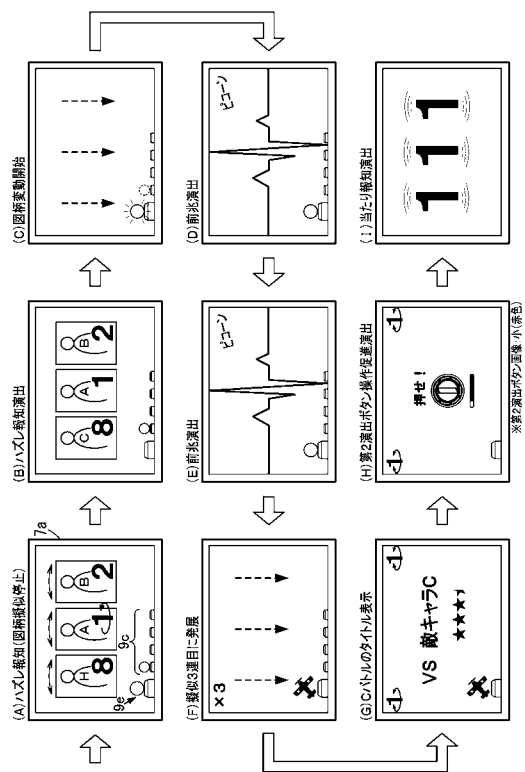 (A)ハズレ報知(図柄擬似停止)
7a
H
8
A
1
B
2
9e
9c
(B)ハズレ報知演出
C
8
A
1
B
2
(C)図柄変動開始
(D)前兆演出
ピコーン
(E)前兆演出
ピコーン
(F)擬似3連目に発展
×3
(G)Cバトルのタイトル表示
1
1
VS 敵キャラC
(H)第2演出ボタン操作促進演出
1
1
押せ!
※第2演出ボタン画像:小(赤色)
(I)当たり報知演出
1 1 1